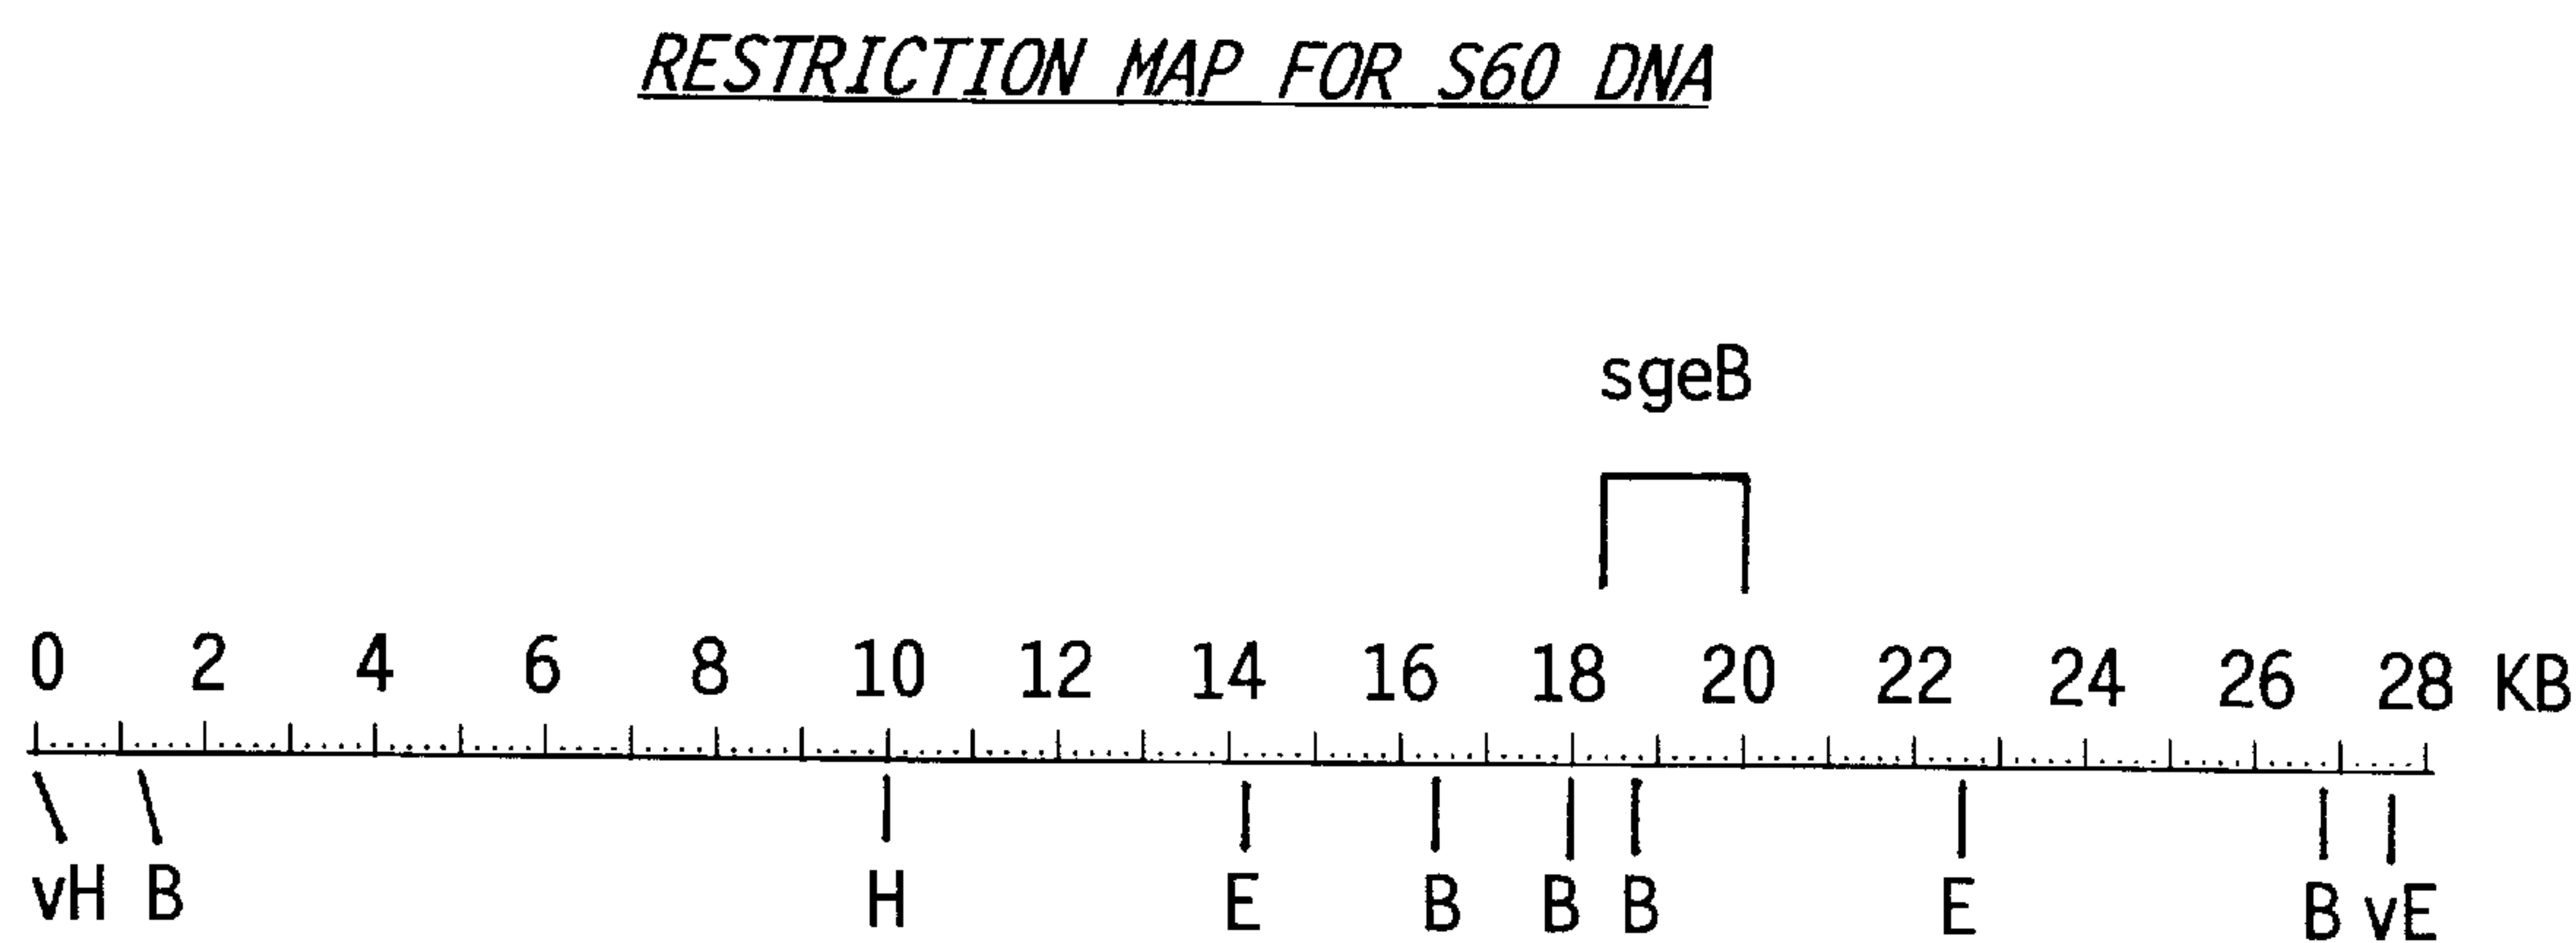 RESTRICTION MAP FOR S60 DNA
sgeB
0 2 4 6 8 10 12 14 16 18 20 22 24 26 28 KB
vH B H E B B B E B vE